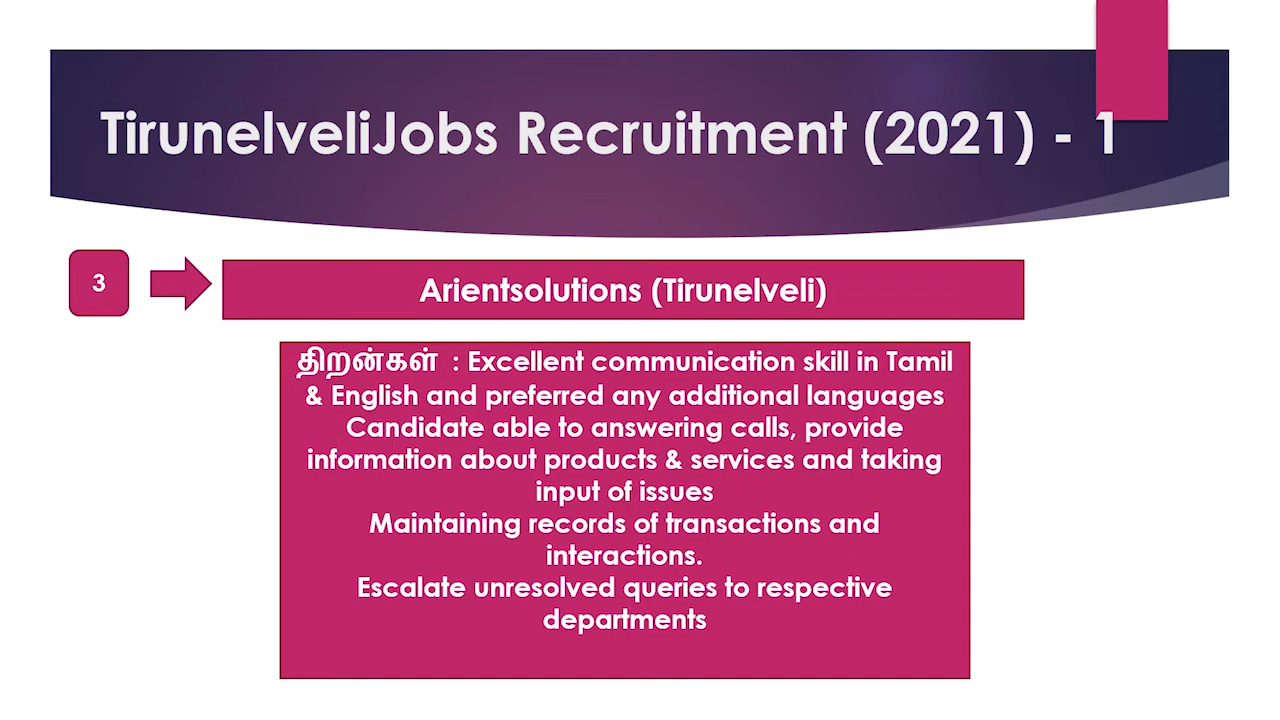 TirunelveliJobs Recruitment (2021) - 1
3
Arientsolutions (Tirunelveli)
திறன்கள் : Excellent communication skill in Tamil
& English and preferred any additional languages
Candidate able to answering calls, provide
information about products & services and taking
input of issues
Maintaining records of transactions and
interactions.
Escalate unresolved queries to respective
departments